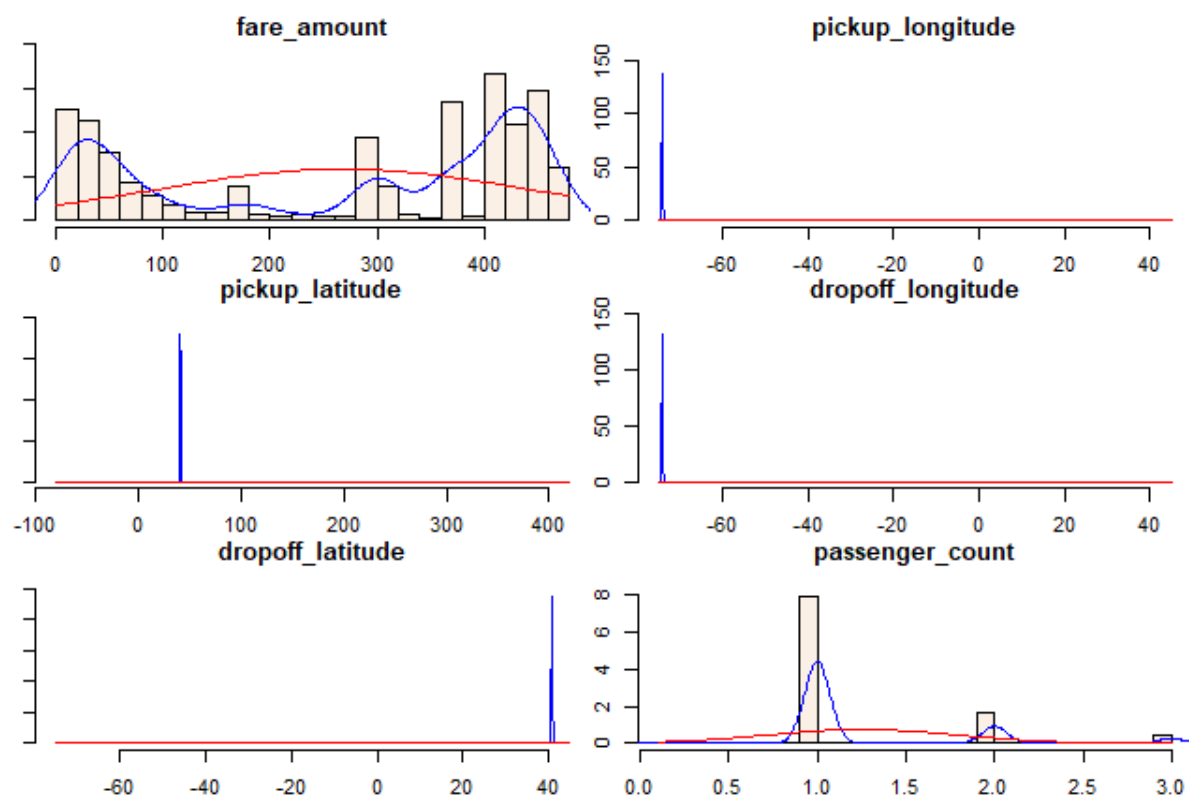 fare_amount
0 100 200 300 400
pickup_longitude
0 50 100 150
-60 -40 -20 0 20 40
pickup_latitude
-100 0 100 200 300 400
dropoff_longitude
0 50 100 150
-60 -40 -20 0 20 40
dropoff_latitude
-60 -20 0 20 40
passenger_count
0 2 4 6 8
0.0 0.5 1.0 1.5 2.0 2.5 3.0